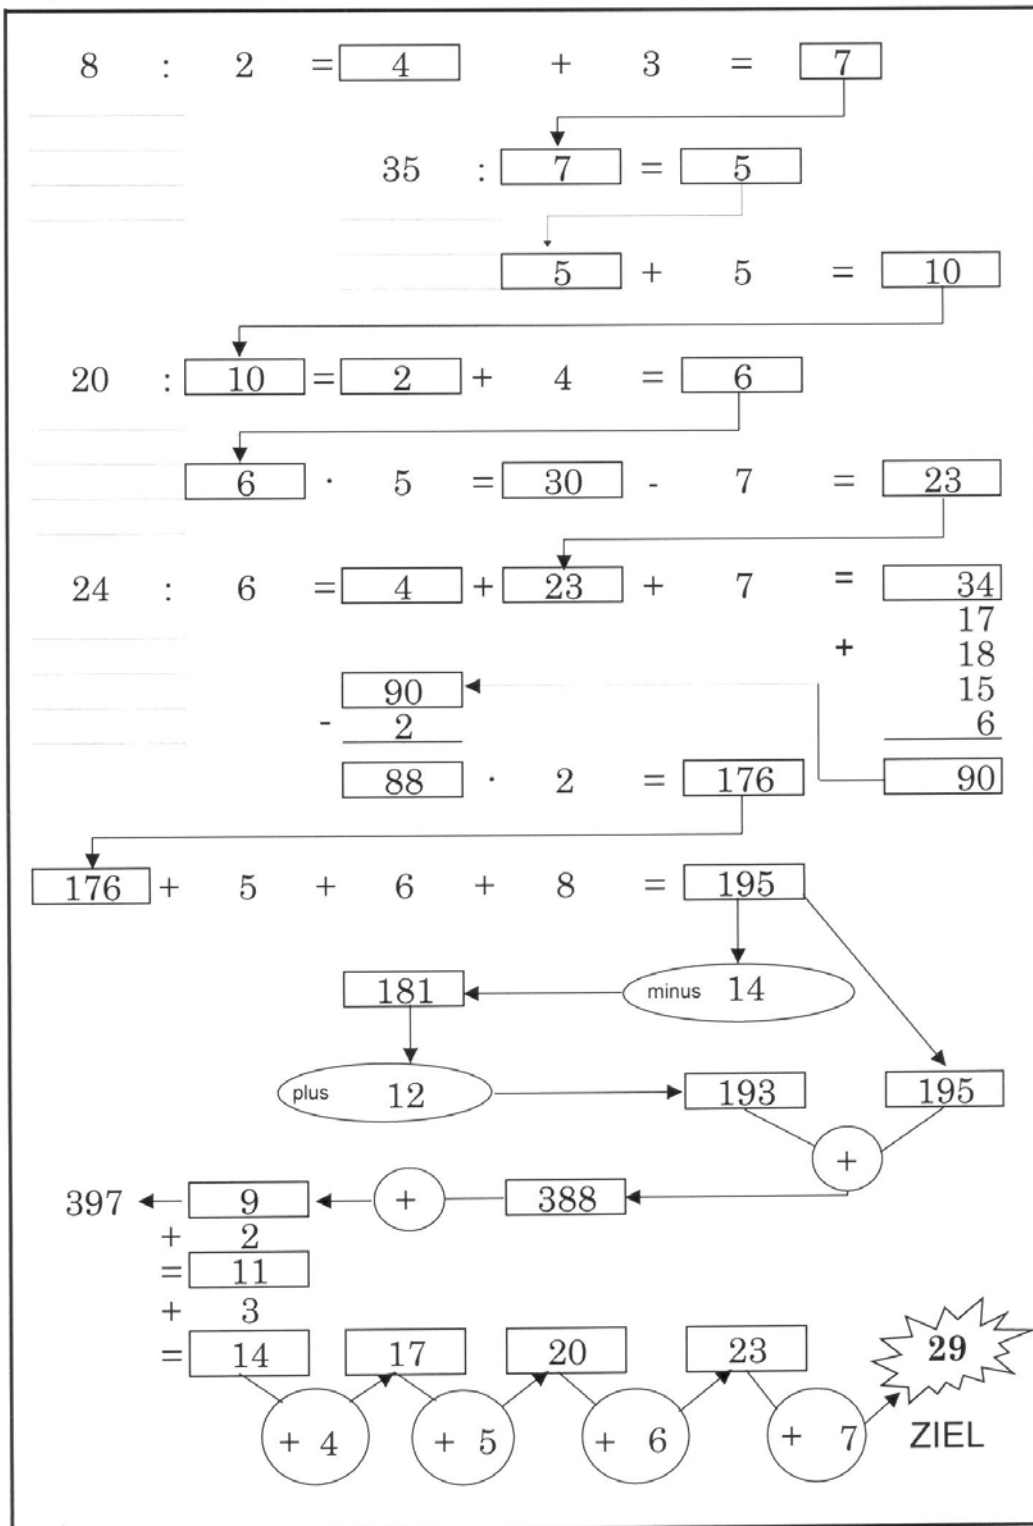 8 : 2 = 4 + 3 = 7
35 : 7 = 5
5 + 5 = 10
20 : 10 = 2 + 4 = 6
6 · 5 = 30 - 7 = 23
24 : 6 = 4 + 23 + 7 = 34
17
+ 18
90 15
- 2 6
88 · 2 = 176 90
176 + 5 + 6 + 8 = 195
181 minus 14
plus 12 193 195
+
397 9 + 388
+ 2
= 11
+ 3
= 14 17 20 23 29
+ 4 + 5 + 6 + 7 ZIEL